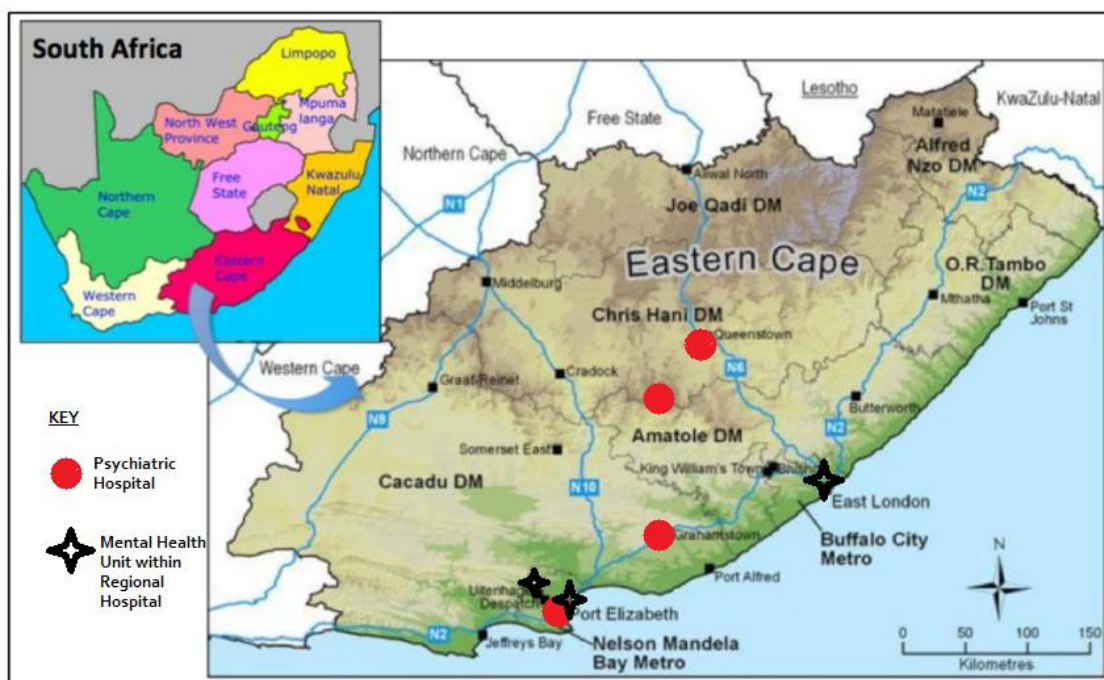 South Africa
Limpopo
North West
Province
Gauteng
Mpuma
langa
Northern
Cape
Free
State
Kwazulu
Natal
Western
Cape
Eastern
Cape
KEY
Psychiatric
Hospital
Mental Health
Unit within
Regional
Hospital
Lesotho
KwaZulu-Natal
Free State
Northern Cape
Western Cape
Matatiele
Alfred
Nzo DM
Aliwal North
Joe Qadi DM
N1
N2
Eastern Cape
O.R.Tambo
DM
Middelburg
Mthatha
Port St
Johns
Chris Hani DM
Queenstown
Cradock
Graaf-Reinet
N6
N9
Butterworth
N2
Amatole DM
Somerset East
King William's Town
Bhisho
Cacadu DM
N10
East London
Grahamstown
Buffalo City
Metro
Port Alfred
Uitenhage
Despatch
Port Elizabeth
N2
Jeffreys Bay
Nelson Mandela
Bay Metro
N
0 50 100 150
Kilometres